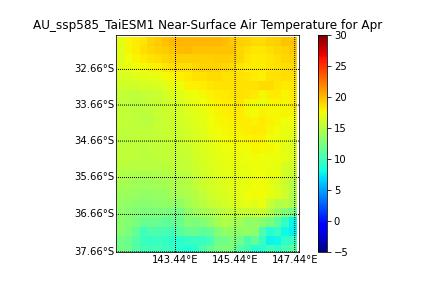 AU_ssp585_TaiESM1 Near-Surface Air Temperature for Apr
32.66°S
33.66°S
34.66°S
35.66°S
36.66°S
37.66°S
143.44°E 145.44°E 147.44°E
30
25
20
15
10
5
0
−5